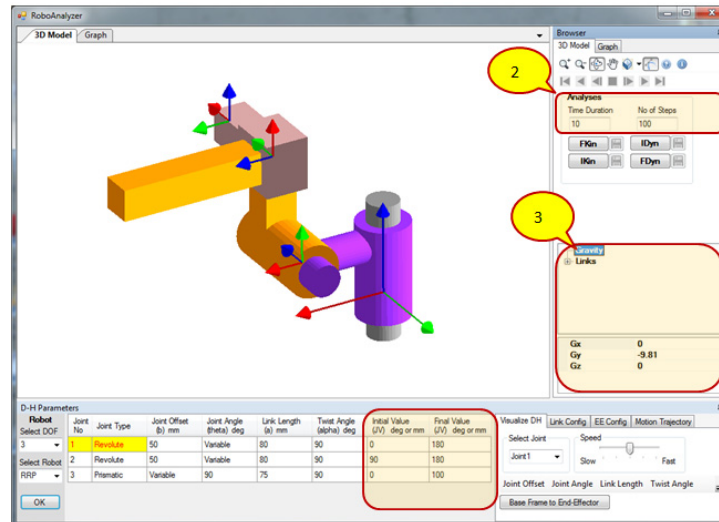 RoboAnalyzer
3D Model Graph
Browser
3D Model Graph
2
Analyses
Time Duration No of Steps
10 100
FKin IDyn
IKin FDyn
3
Gravity
Links
Gx 0
Gy -9.81
Gz 0
D-H Parameters
Robot
Select DOF
3
Select Robot
RRP
OK
Joint No Joint Type Joint Offset (b) mm Joint Angle (theta) deg Link Length (a) mm Twist Angle (alpha) deg Initial Value (JV) deg or mm Final Value (JV) deg or mm
1 Revolute 50 Variable 80 90 0 180
2 Revolute 50 Variable 80 90 90 180
3 Prismatic Variable 90 75 90 0 100
Visualize DH Link Config EE Config Motion Trajectory
Select Joint Speed
Joint1
Slow Fast
Joint Offset Joint Angle Link Length Twist Angle
Base Frame to End-Effector